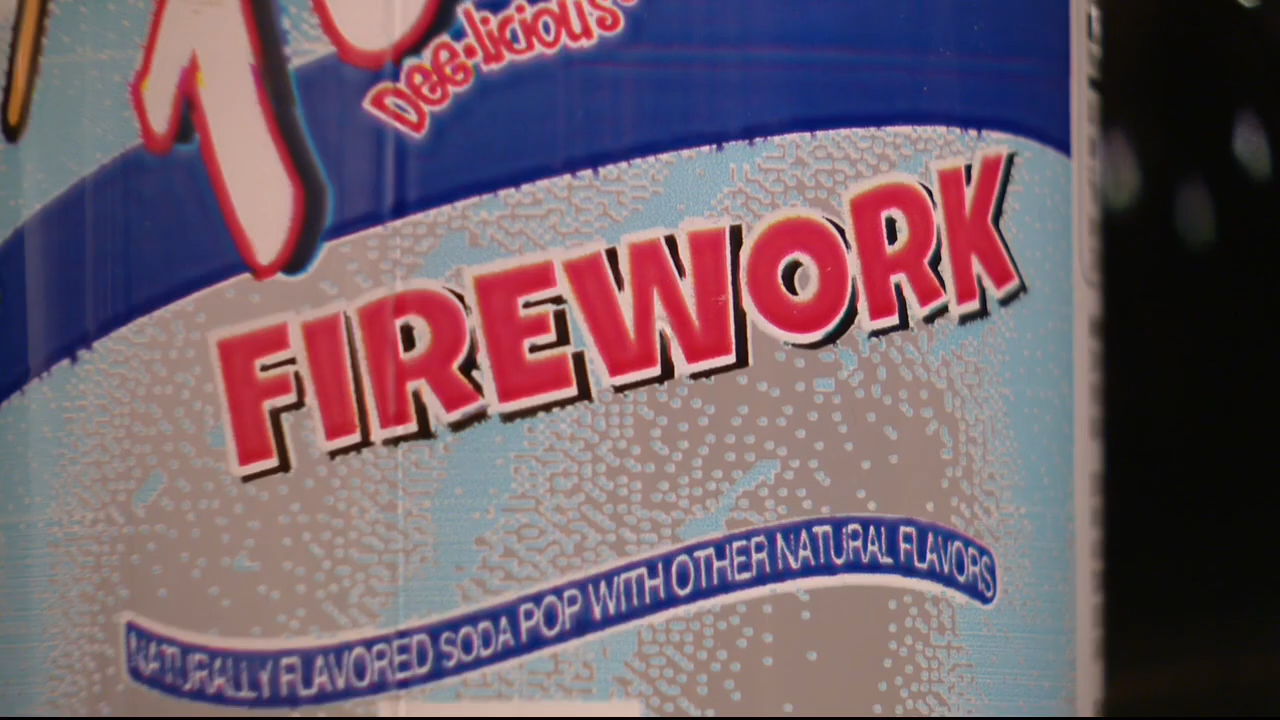 Dee-licious
FIREWORK
NATURALLY FLAVORED SODA POP WITH OTHER NATURAL FLAVORS